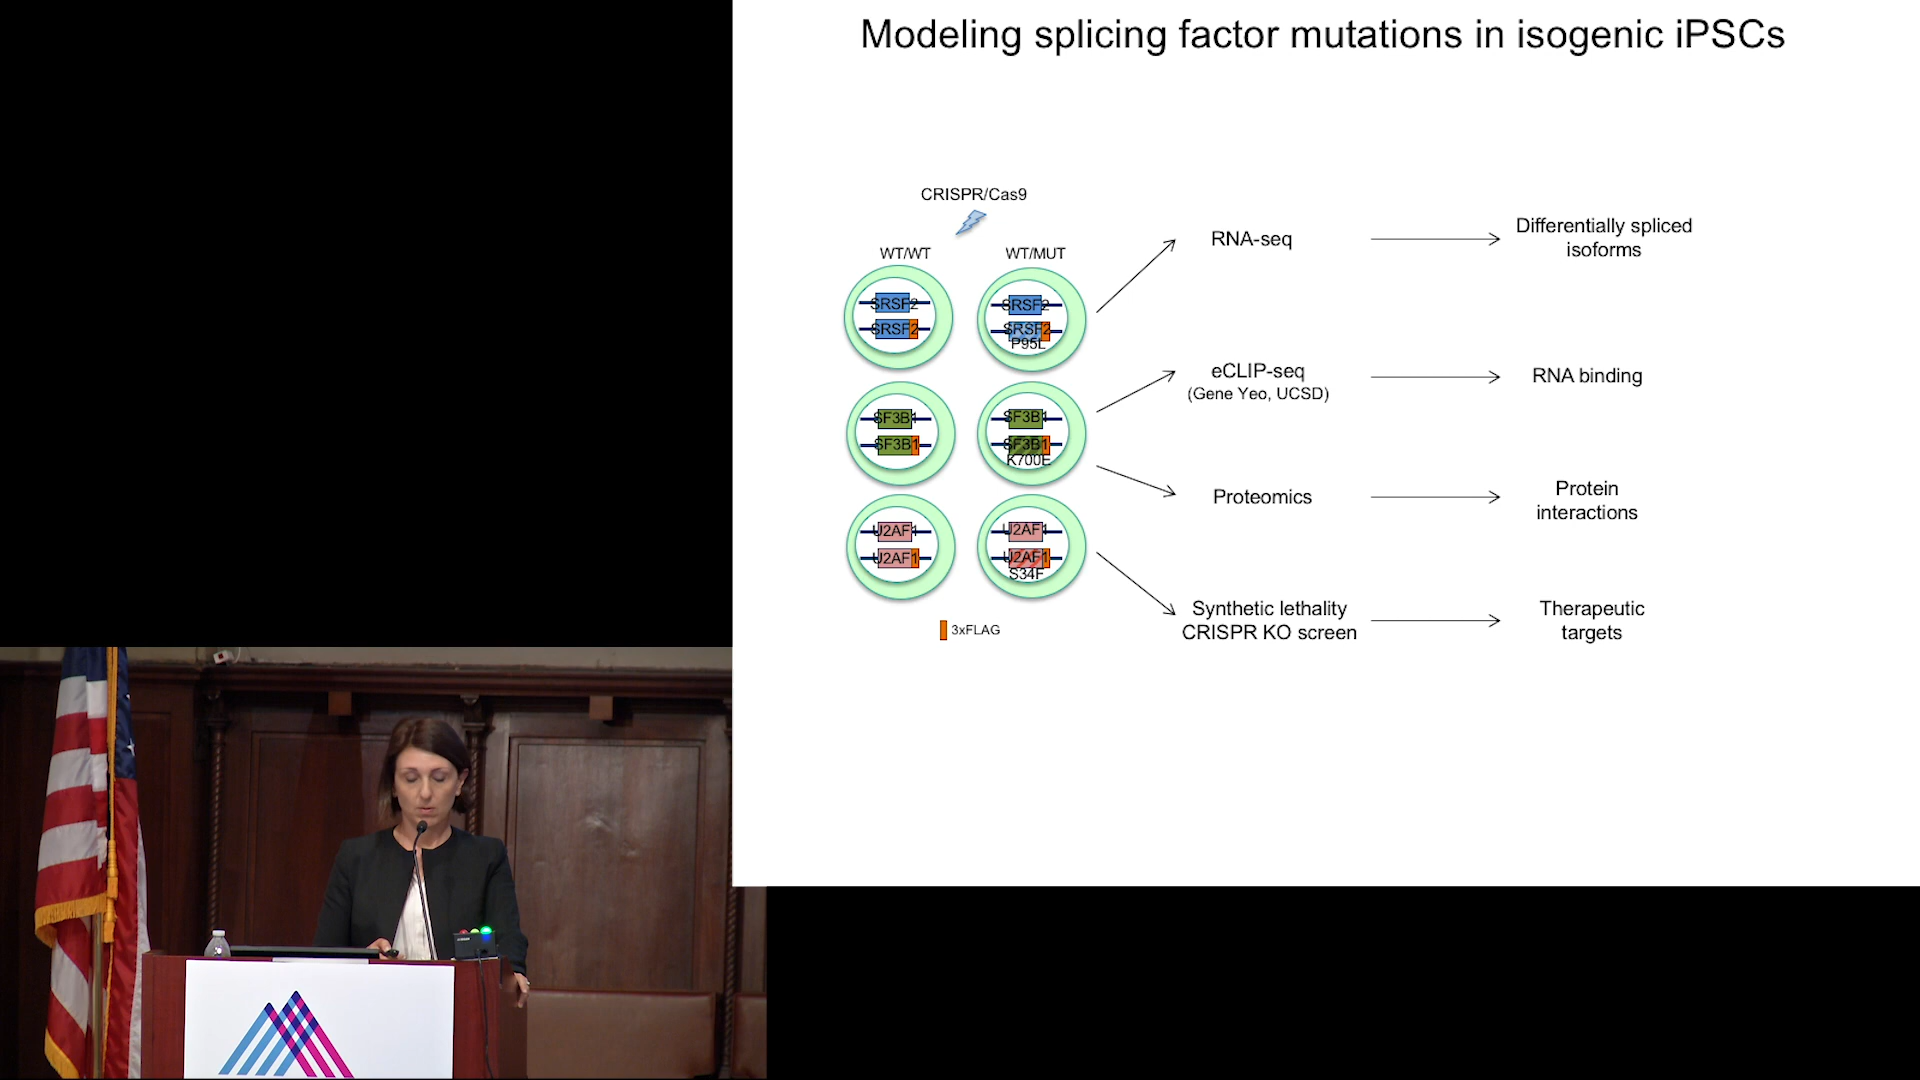 Modeling splicing factor mutations in isogenic iPSCs
CRISPR/Cas9
WT/WT
WT/MUT
SRSF2
SRSF2
SRSF2
SRSF2
P95L
SF3B1
SF3B1
SF3B1
SF3B1
K700E
U2AF1
U2AF1
U2AF1
U2AF1
S34F
3xFLAG
RNA-seq
Differentially spliced
isoforms
eCLIP-seq
(Gene Yeo, UCSD)
RNA binding
Proteomics
Protein
interactions
Synthetic lethality
CRISPR KO screen
Therapeutic
targets